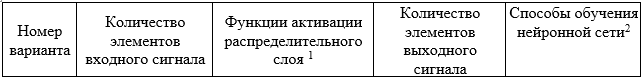 Номер
варианта
Количество
элементов
входного сигнала
Функции активации
распределительного
слоя 1
Количество
элементов
выходного
сигнала
Способы обучения
нейронной сети2